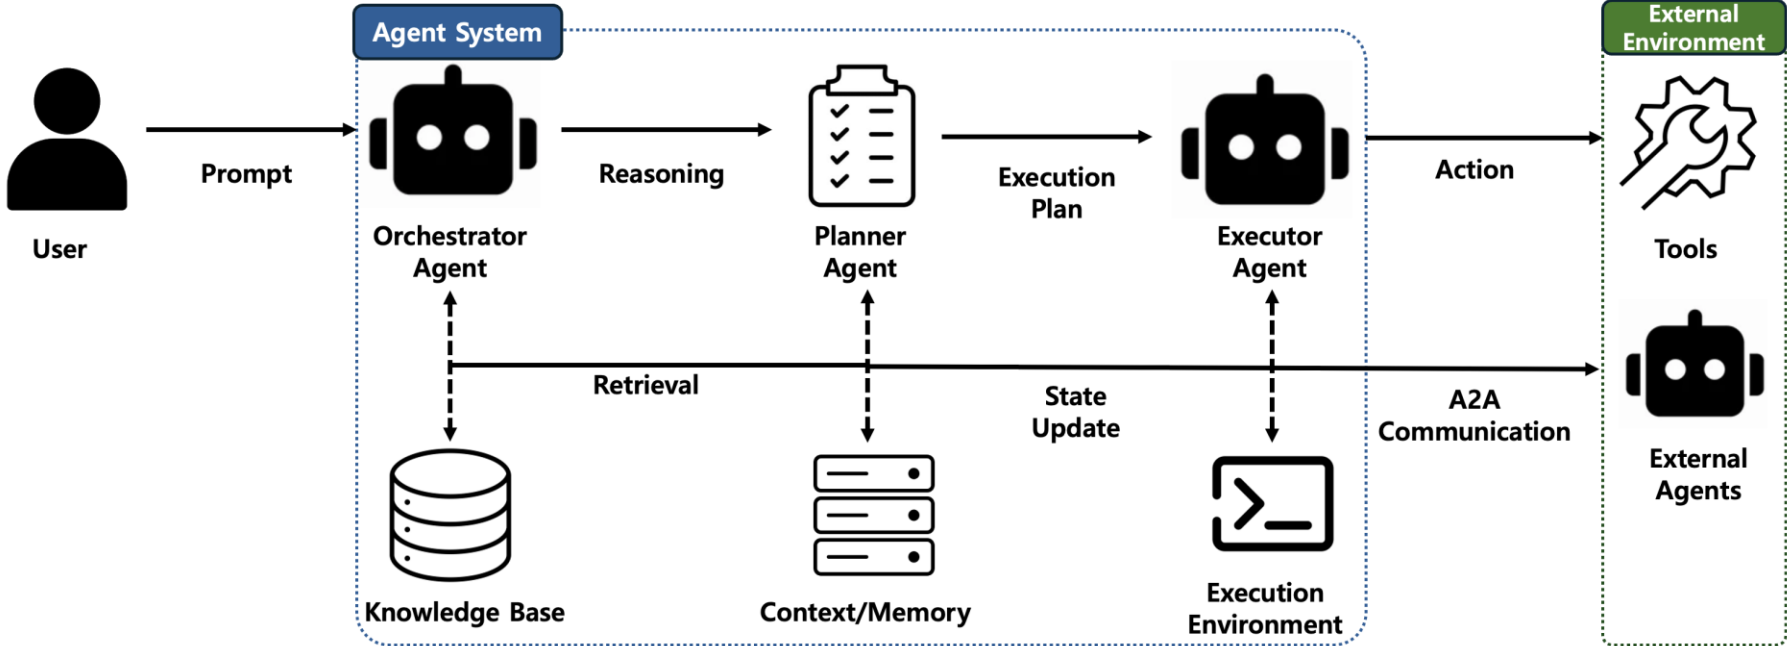 Agent System
External
Environment
Prompt
Reasoning
Execution
Plan
Action
User
Orchestrator
Agent
Planner
Agent
Executor
Agent
Tools
Retrieval
State
Update
A2A
Communication
External
Agents
Knowledge Base
Context/Memory
Execution
Environment